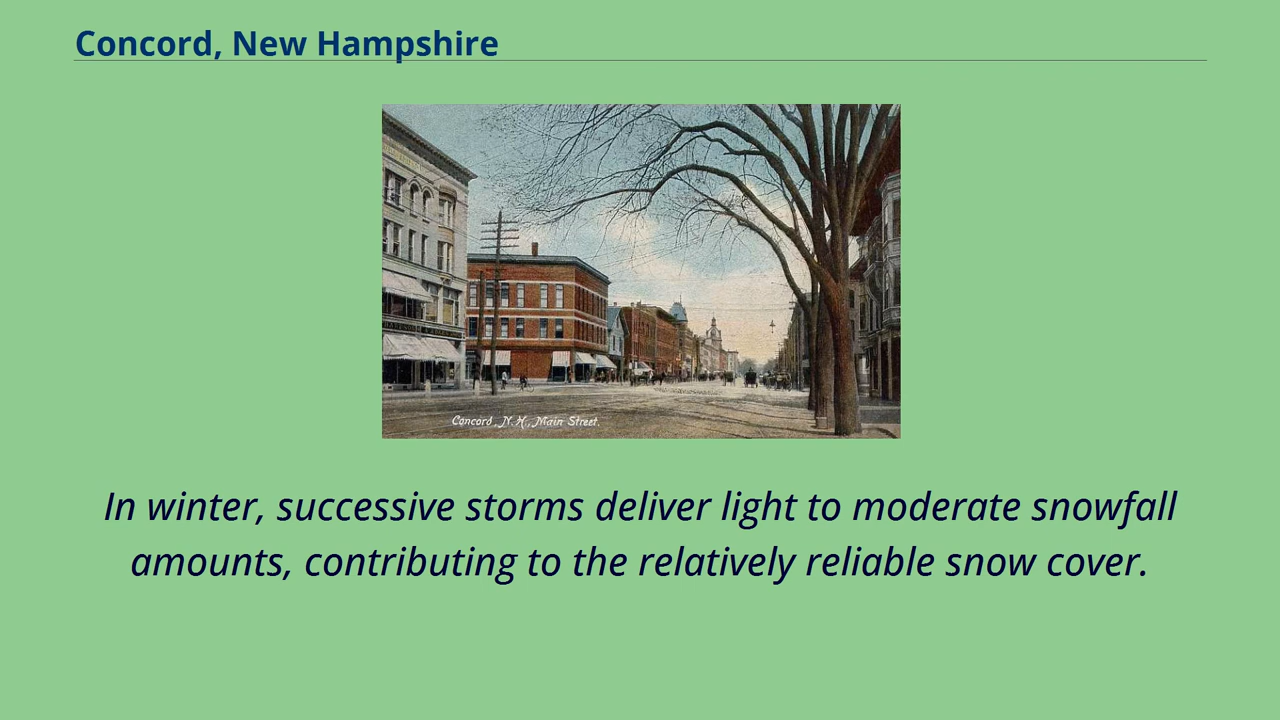 Concord, New Hampshire
Concord, N.H., Main Street.
In winter, successive storms deliver light to moderate snowfall
amounts, contributing to the relatively reliable snow cover.